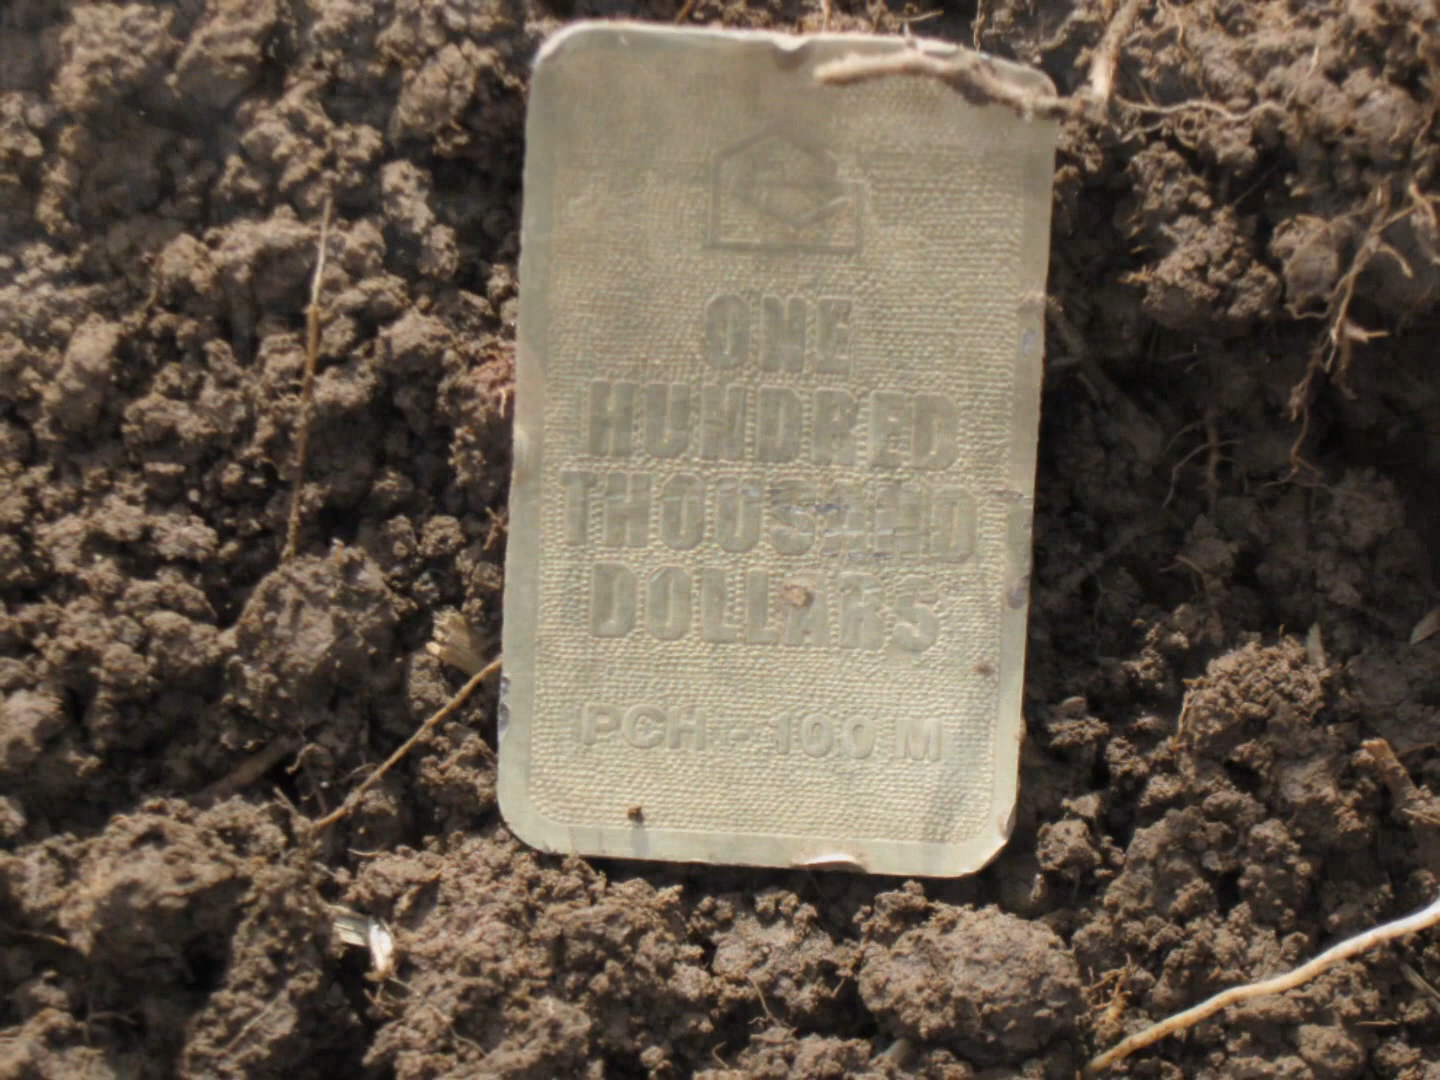 ONE
HUNDRED
THOUSAND
DOLLARS
PCH - 100 M